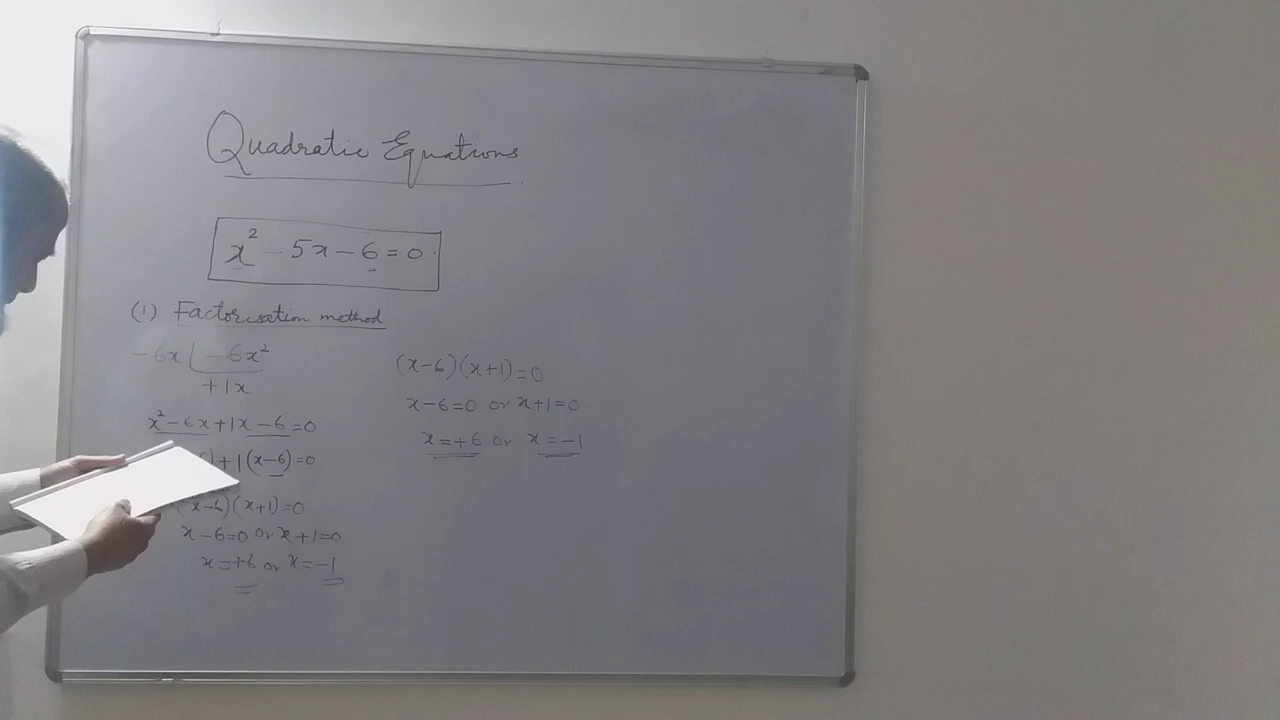 Quadratic Equations
x² - 5x - 6 = 0
(1) Factorisation method
-6x | -6x²
+1x
x² - 6x + 1x - 6 = 0
) + 1(x-6) = 0
(x-6)(x+1) = 0
x-6=0 or x+1=0
x=+6 or x=-1
(x-6)(x+1)=0
x-6=0 or x+1=0
x=+6 or x=-1